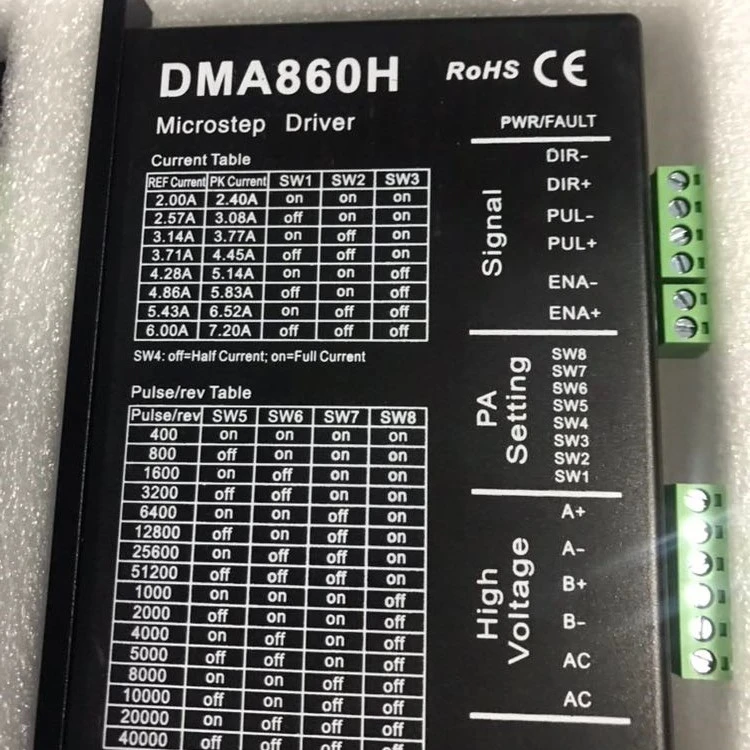 DMA860H
RoHS CE
Microstep Driver
PWR/FAULT
Current Table
REF Current PK Current SW1 SW2 SW3
2.00A 2.40A on on on
2.57A 3.08A off on on
3.14A 3.77A on off on
3.71A 4.45A off off on
4.28A 5.14A on on off
4.86A 5.83A off on off
5.43A 6.52A on off off
6.00A 7.20A off off off
SW4: off=Half Current; on=Full Current
Pulse/rev Table
Pulse/rev SW5 SW6 SW7 SW8
400 on on on on
800 off on on on
1600 on off on on
3200 off off on on
6400 on on off on
12800 off on off on
25600 on off off on
51200 off off off on
1000 on on on off
2000 off on on off
4000 on off on off
5000 off off on off
8000 on on off off
10000 off on off off
20000 on off off off
40000 off off off off
Signal
DIR-
DIR+
PUL-
PUL+
ENA-
ENA+
PA
Setting
SW8
SW7
SW6
SW5
SW4
SW3
SW2
SW1
High
Voltage
A+
A-
B+
B-
AC
AC